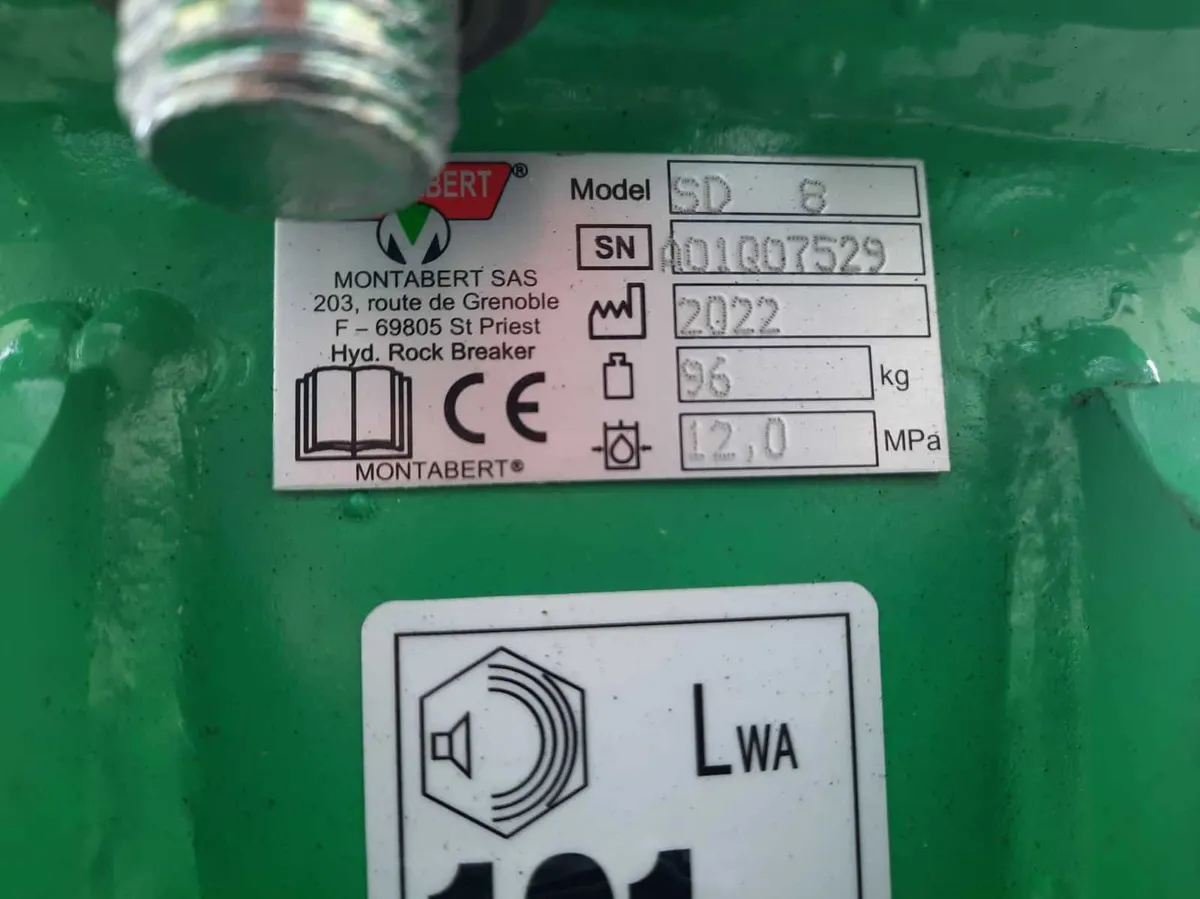 BERT®
Model SD 8
SN A01Q07529
2022
96 kg
12,0 MPa
MONTABERT SAS
203, route de Grenoble
F – 69805 St Priest
Hyd. Rock Breaker
CE
MONTABERT®
LWA